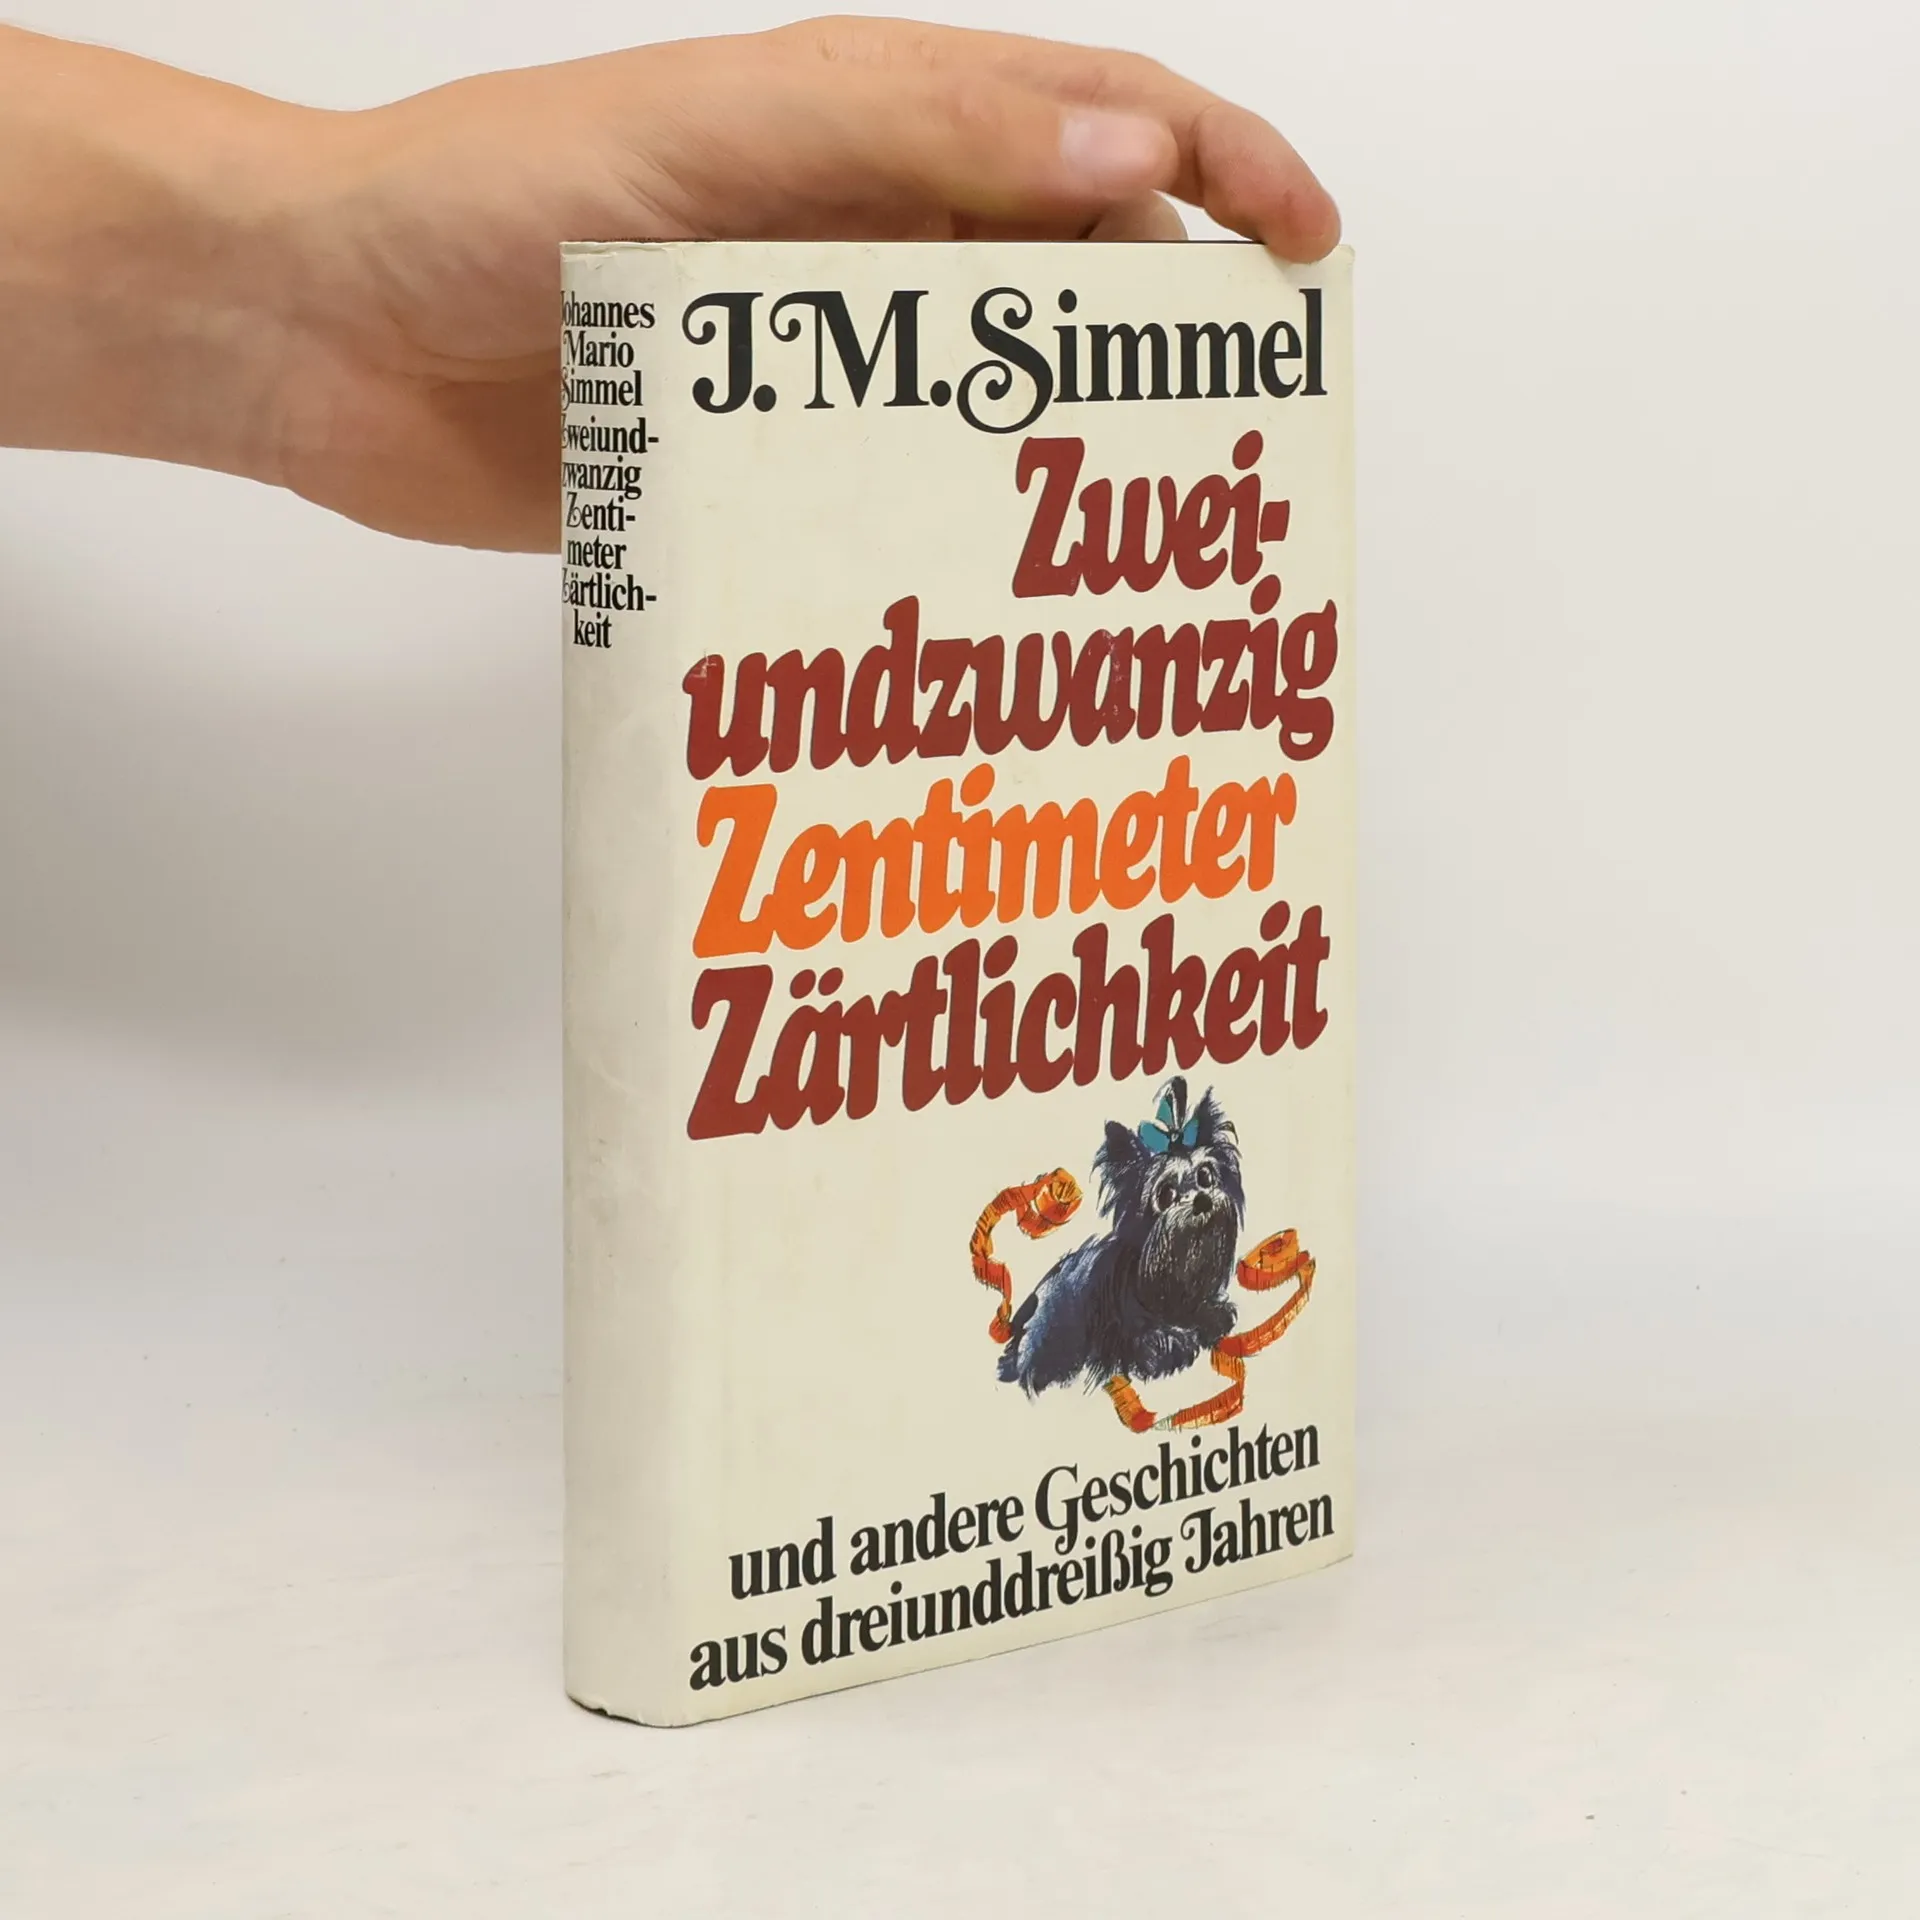 Johannes
Mario
Simmel
Zweiund-
zwanzig
Zenti-
meter
Zärtlich-
keit
J. M. Simmel
Zwei-
undzwanzig
Zentimeter
Zärtlichkeit
und andere Geschichten
aus dreiunddreißig Jahren